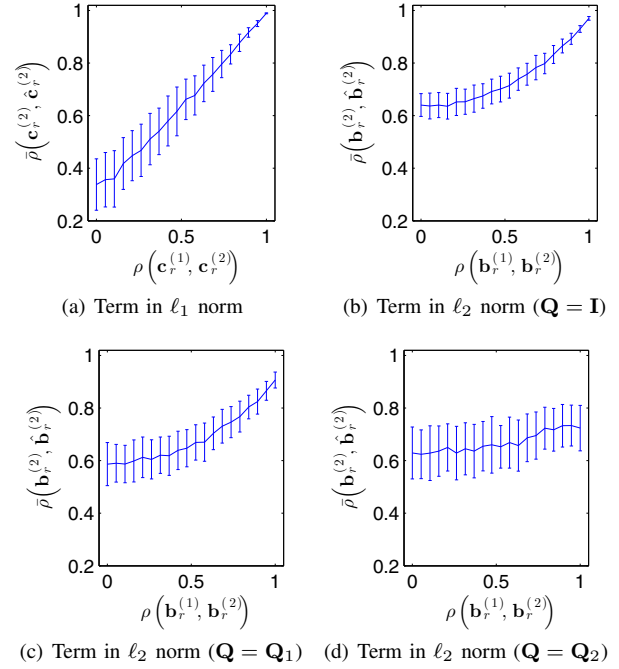 1
0.8
0.6
0.4
0.2
0 0.5 1
ρ̄(c_r^(2), ĉ_r^(2))
ρ(c_r^(1), c_r^(2))
(a) Term in ℓ₁ norm
1
0.8
0.6
0.4
0.2
0 0.5 1
ρ̄(b_r^(2), b̂_r^(2))
ρ(b_r^(1), b_r^(2))
(b) Term in ℓ₂ norm (Q = I)
1
0.8
0.6
0.4
0.2
0 0.5 1
ρ̄(b_r^(2), b̂_r^(2))
ρ(b_r^(1), b_r^(2))
(c) Term in ℓ₂ norm (Q = Q₁)
1
0.8
0.6
0.4
0.2
0 0.5 1
ρ̄(b_r^(2), b̂_r^(2))
ρ(b_r^(1), b_r^(2))
(d) Term in ℓ₂ norm (Q = Q₂)